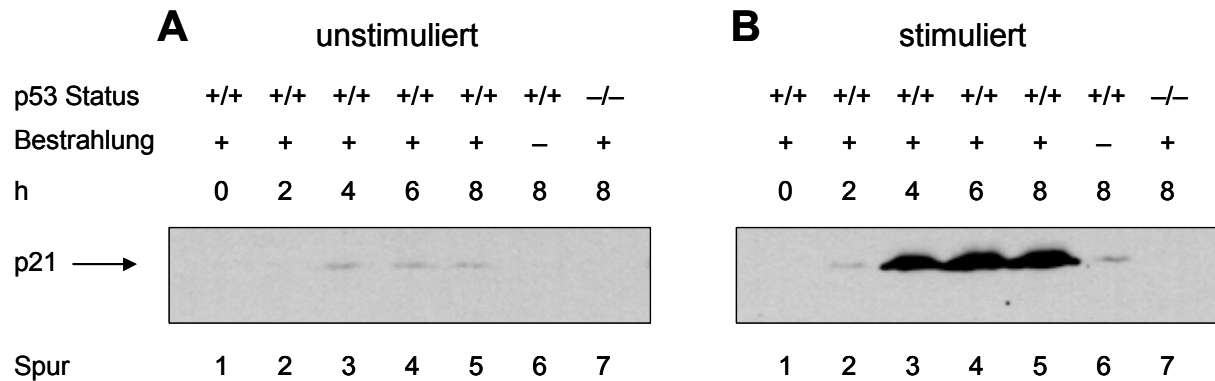 A B
unstimuliert stimuliert
p53 Status +/+ +/+ +/+ +/+ +/+ +/+ –/– +/+ +/+ +/+ +/+ +/+ +/+ –/–
Bestrahlung + + + + + – + + + + + + – +
h 0 2 4 6 8 8 8 0 2 4 6 8 8 8
p21
Spur 1 2 3 4 5 6 7 1 2 3 4 5 6 7